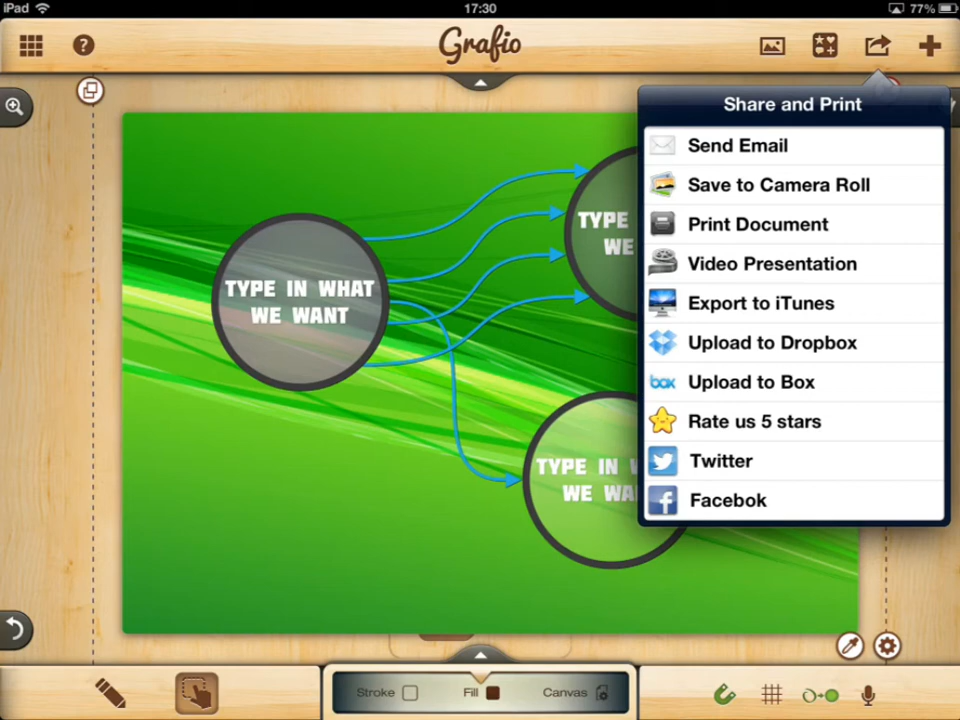 iPad
17:30
77%
Grafio
?
Share and Print
Send Email
Save to Camera Roll
Print Document
Video Presentation
Export to iTunes
Upload to Dropbox
box
Upload to Box
Rate us 5 stars
Twitter
f
Facebok
TYPE IN WHAT
WE WANT
TYPE
WE
TYPE IN
WE
Stroke
Fill
Canvas